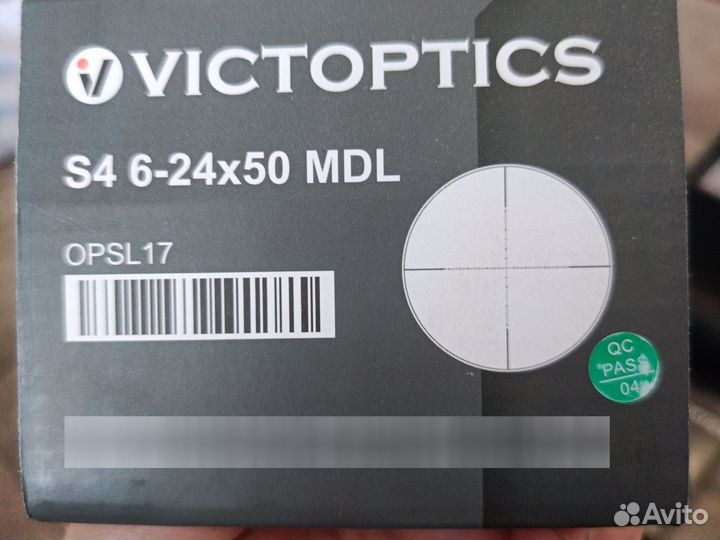 VICTOPTICS
S4 6-24x50 MDL
OPSL17
QC
PASS
04
Avito